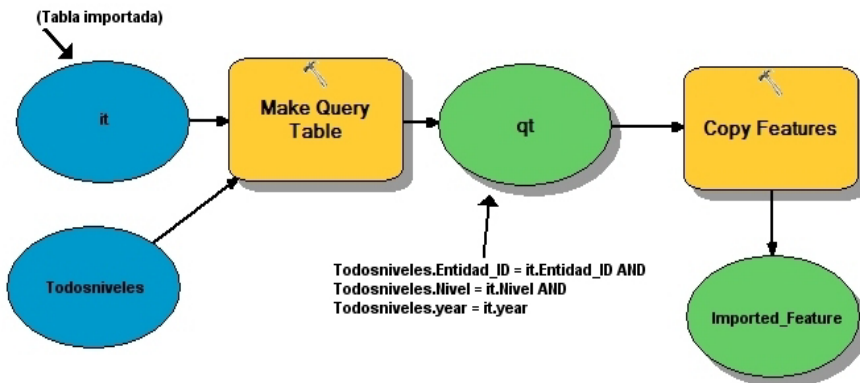 (Tabla importada)
it
Make Query
Table
qt
Copy Features
Todosniveles
Todosniveles.Entidad_ID = it.Entidad_ID AND
Todosniveles.Nivel = it.Nivel AND
Todosniveles.year = it.year
Imported_Feature